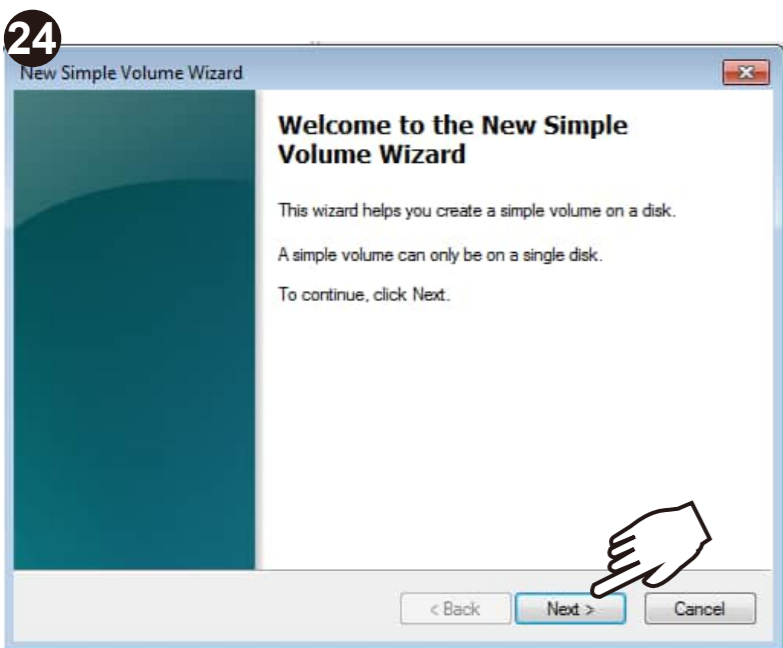 24
New Simple Volume Wizard
Welcome to the New Simple
Volume Wizard
This wizard helps you create a simple volume on a disk.
A simple volume can only be on a single disk.
To continue, click Next.
< Back Next > Cancel